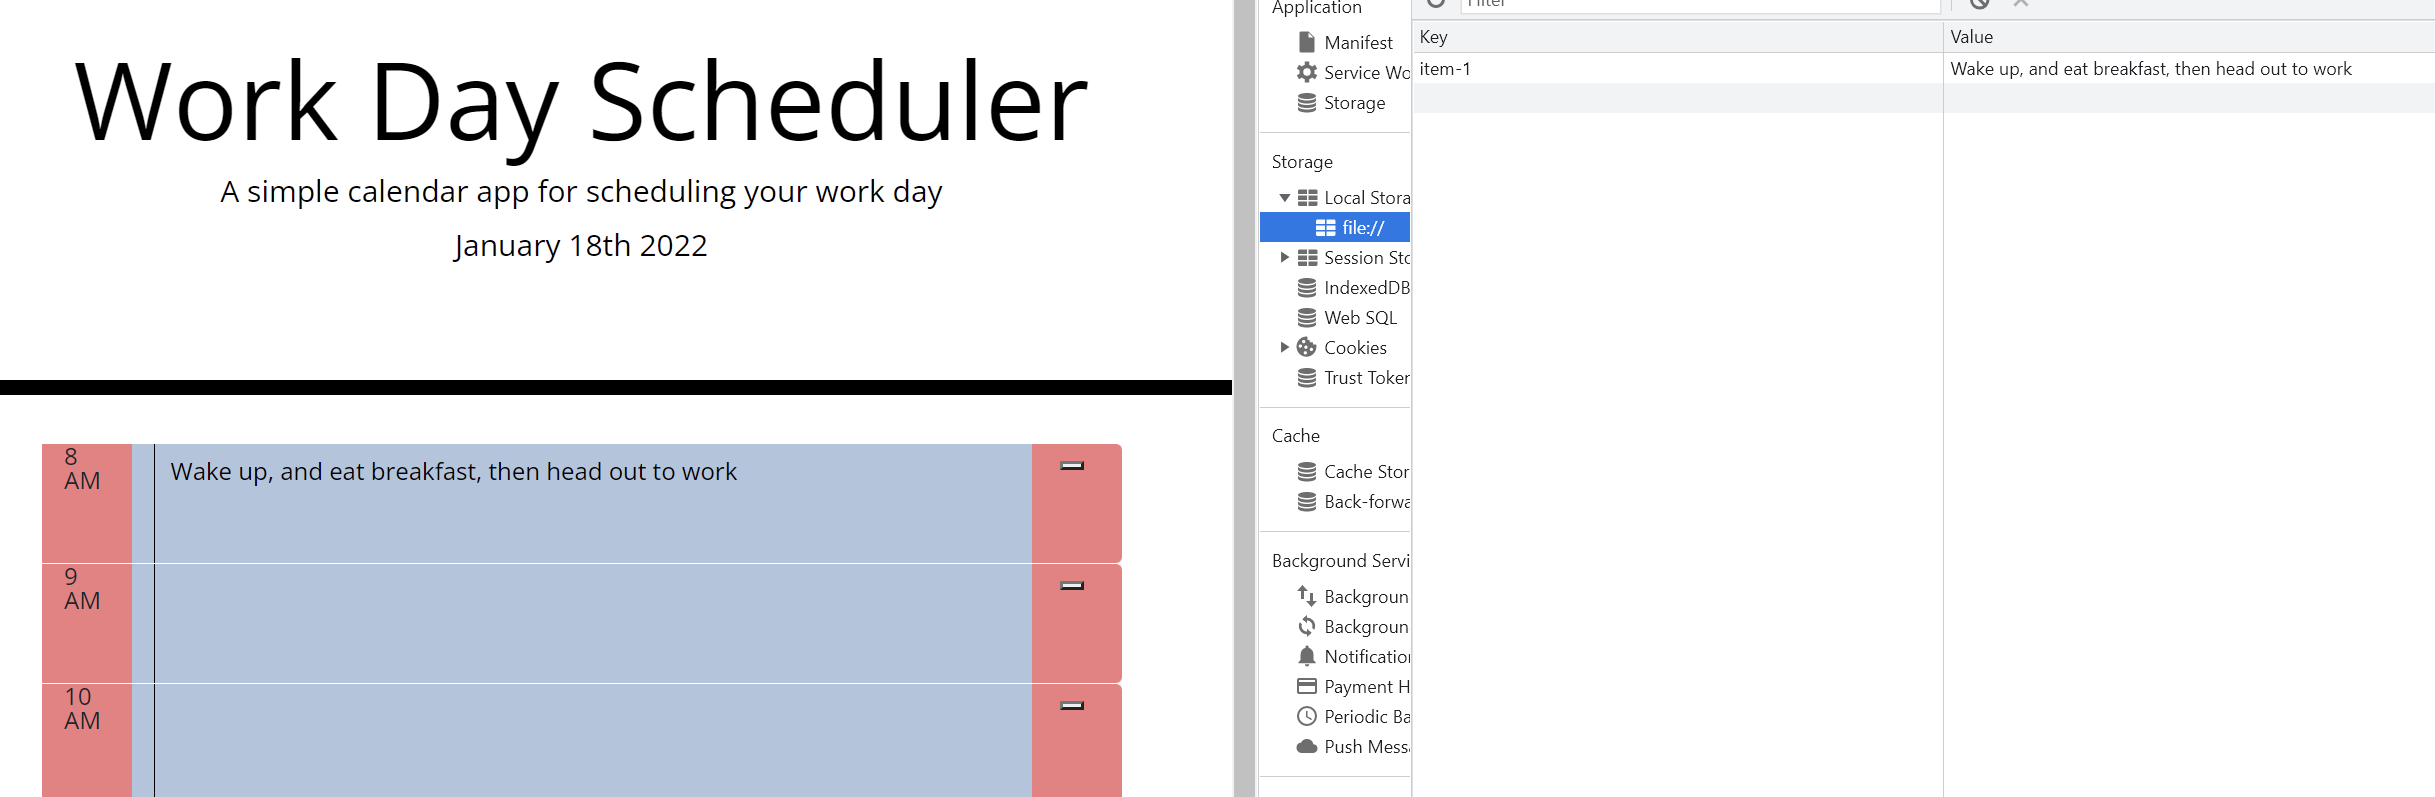 Work Day Scheduler
A simple calendar app for scheduling your work day
January 18th 2022
8
AM
Wake up, and eat breakfast, then head out to work
9
AM
10
AM
Application
Manifest
Service Wo
Storage
Storage
Local Stora
file://
Session Sto
IndexedDB
Web SQL
Cookies
Trust Token
Cache
Cache Stor
Back-forwa
Background Servi
Backgroun
Backgroun
Notification
Payment H
Periodic Ba
Push Messa
Filter
Key
Value
item-1
Wake up, and eat breakfast, then head out to work